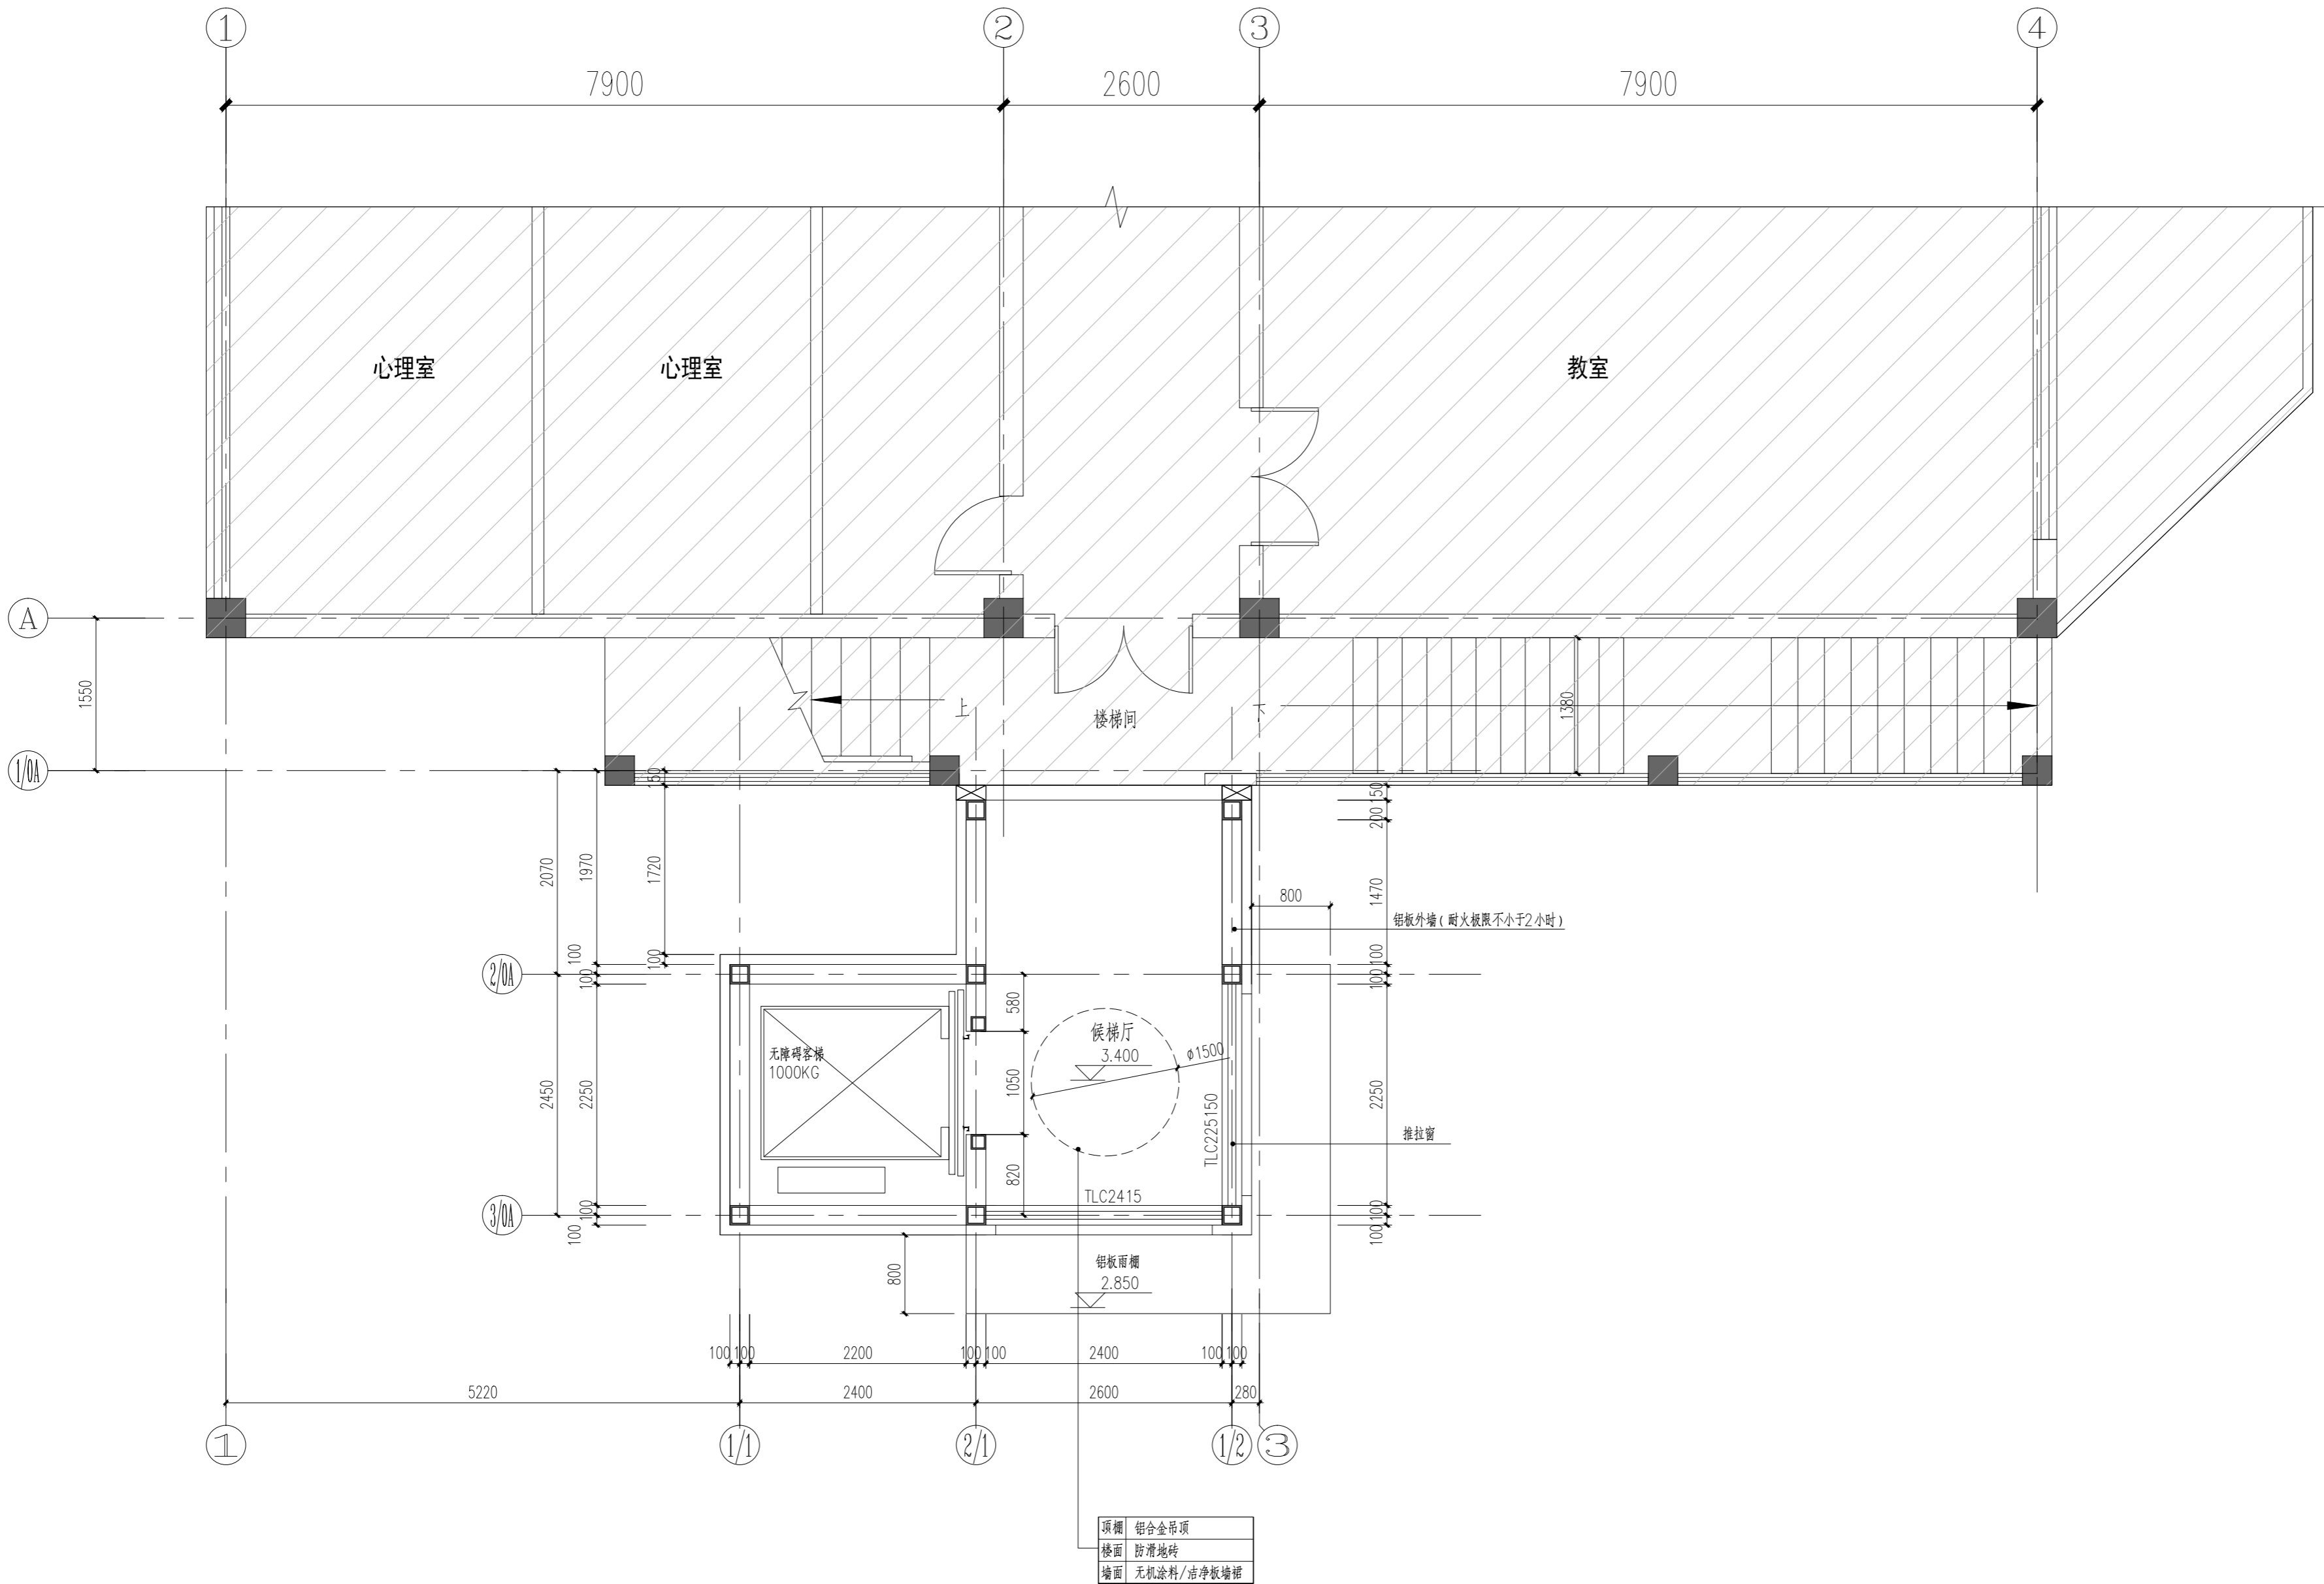 1
2
3
4
7900
2600
7900
心理室
心理室
教室
A
1550
1/0A
上
楼梯间
下
1380
150
1720
100
2070
1970
100
100
2450
2250
100
100
2/0A
3/0A
150
200
1470
100
100
2250
100
100
800
铝板外墙(耐火极限不小于2小时)
580
1050
820
候梯厅
3.400
ø1500
无障碍客梯
1000KG
TLC225150
推拉窗
TLC2415
铝板雨棚
2.850
800
100
100
2200
100
100
2400
100
100
5220
2400
2600
280
1
1/1
2/1
1/2
3
顶棚 铝合金吊顶
楼面 防滑地砖
墙面 无机涂料/洁净板墙裙